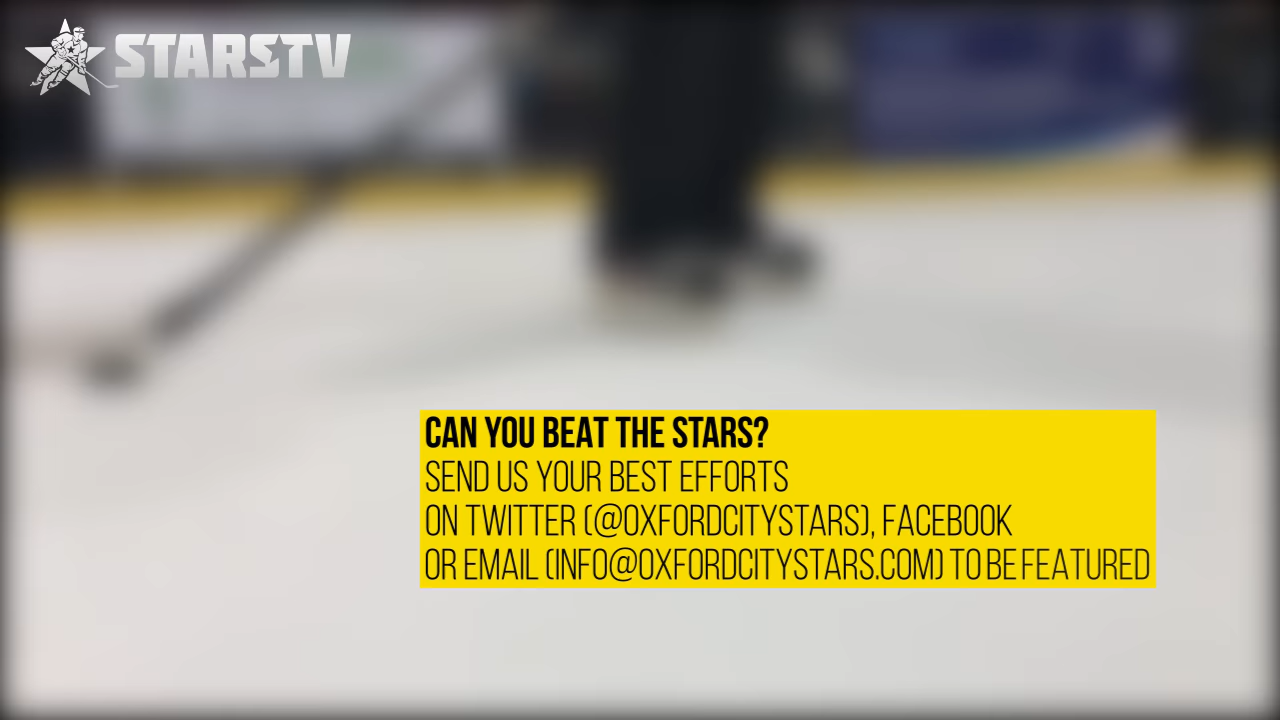 STARSTV
CAN YOU BEAT THE STARS?
SEND US YOUR BEST EFFORTS
ON TWITTER (@OXFORDCITYSTARS), FACEBOOK
OR EMAIL (INFO@OXFORDCITYSTARS.COM) TO BE FEATURED